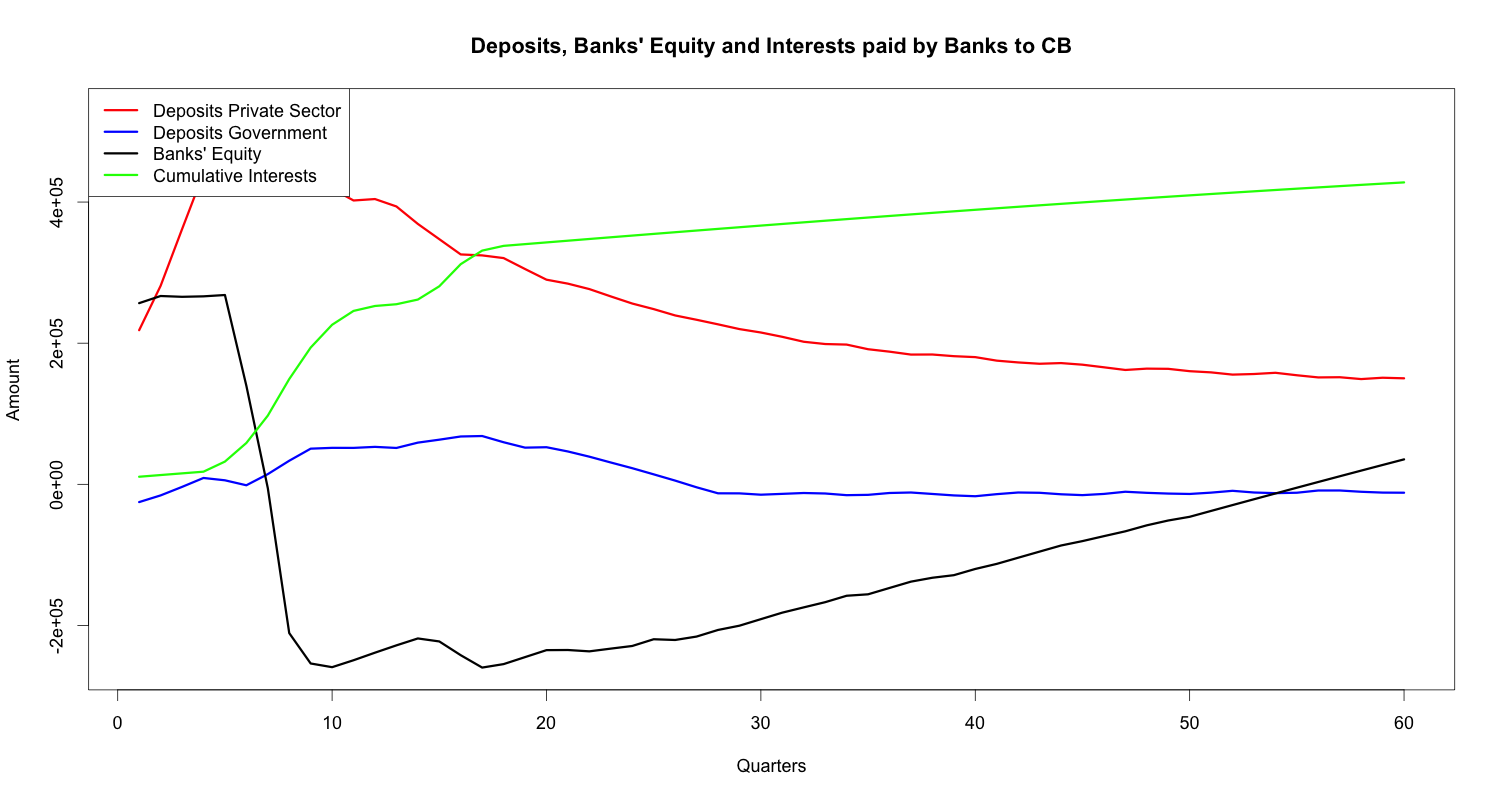 Deposits, Banks' Equity and Interests paid by Banks to CB
Deposits Private Sector
Deposits Government
Banks' Equity
Cumulative Interests
Amount
4e+05
2e+05
0e+00
-2e+05
0 10 20 30 40 50 60
Quarters